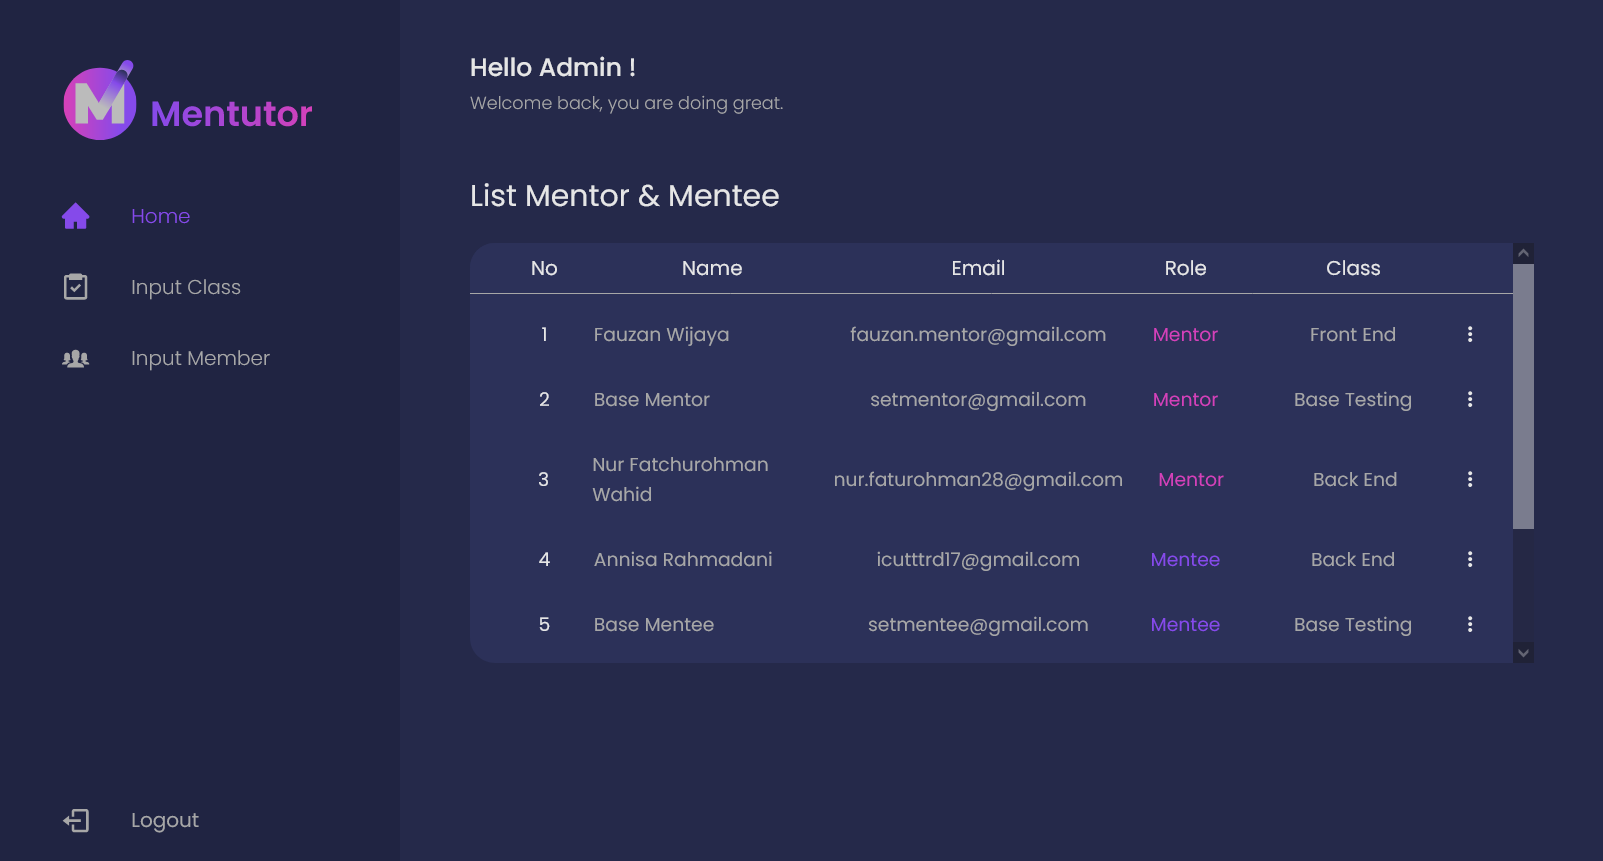 Mentutor
Home
Input Class
Input Member
Logout
Hello Admin !
Welcome back, you are doing great.
List Mentor & Mentee
No Name Email Role Class
1 Fauzan Wijaya fauzan.mentor@gmail.com Mentor Front End
2 Base Mentor setmentor@gmail.com Mentor Base Testing
3 Nur Fatchurohman Wahid nur.faturohman28@gmail.com Mentor Back End
4 Annisa Rahmadani icutttrd17@gmail.com Mentee Back End
5 Base Mentee setmentee@gmail.com Mentee Base Testing